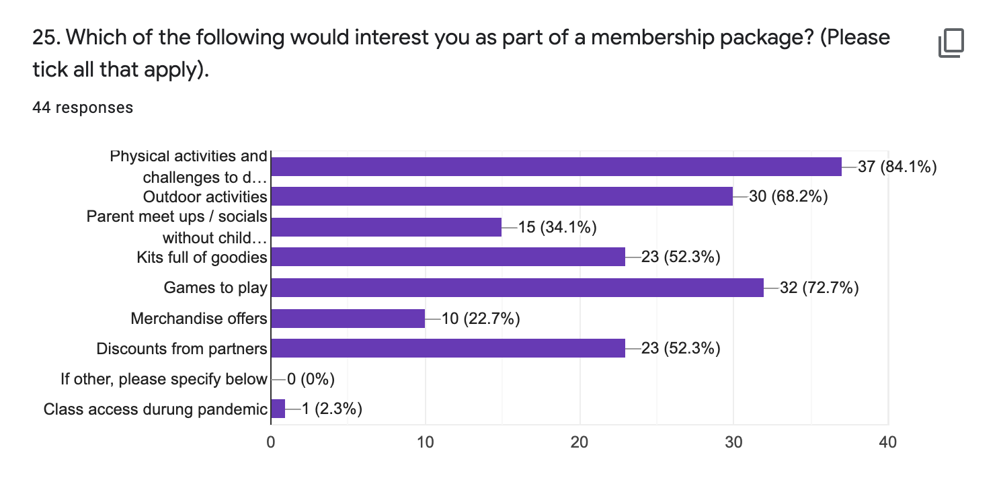 25. Which of the following would interest you as part of a membership package? (Please
tick all that apply).
44 responses
Physical activities and
challenges to d…
37 (84.1%)
Outdoor activities
30 (68.2%)
Parent meet ups / socials
without child…
15 (34.1%)
Kits full of goodies
23 (52.3%)
Games to play
32 (72.7%)
Merchandise offers
10 (22.7%)
Discounts from partners
23 (52.3%)
If other, please specify below
0 (0%)
Class access durung pandemic
1 (2.3%)
0 10 20 30 40